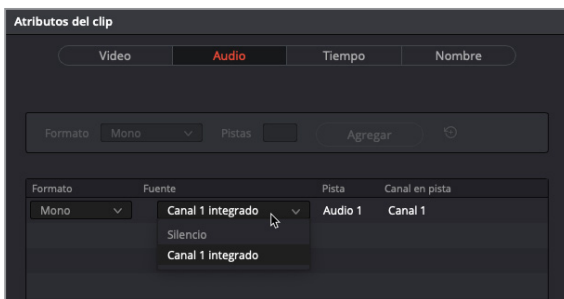 Atributos del clip
Video Audio Tiempo Nombre
Formato Mono Pistas Agregar
Formato Fuente Pista Canal en pista
Mono Canal 1 integrado Audio 1 Canal 1
Silencio
Canal 1 integrado